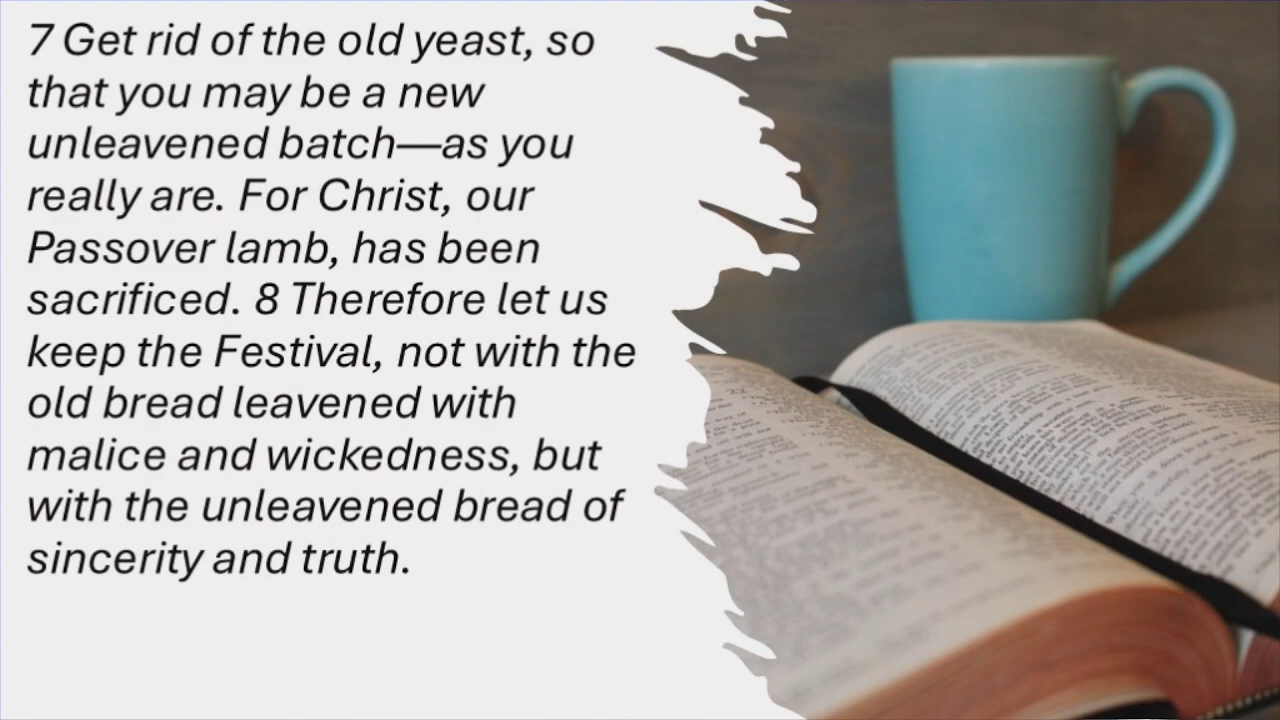 7 Get rid of the old yeast, so
that you may be a new
unleavened batch—as you
really are. For Christ, our
Passover lamb, has been
sacrificed. 8 Therefore let us
keep the Festival, not with the
old bread leavened with
malice and wickedness, but
with the unleavened bread of
sincerity and truth.